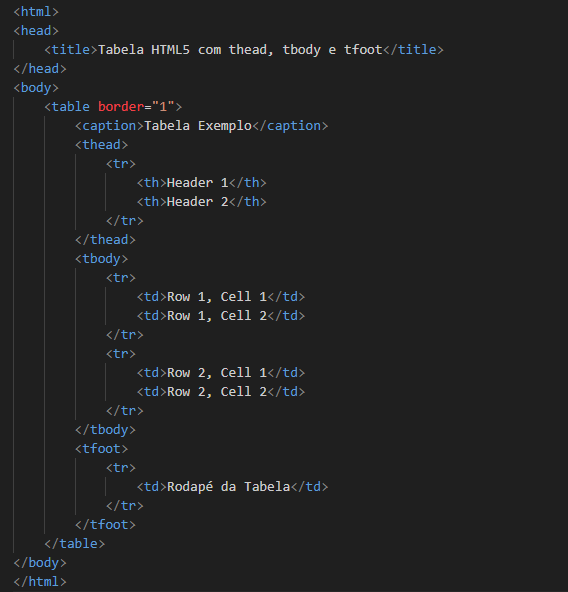 <html>
<head>
    <title>Tabela HTML5 com thead, tbody e tfoot</title>
</head>
<body>
    <table border="1">
        <caption>Tabela Exemplo</caption>
        <thead>
            <tr>
                <th>Header 1</th>
                <th>Header 2</th>
            </tr>
        </thead>
        <tbody>
            <tr>
                <td>Row 1, Cell 1</td>
                <td>Row 1, Cell 2</td>
            </tr>
            <tr>
                <td>Row 2, Cell 1</td>
                <td>Row 2, Cell 2</td>
            </tr>
        </tbody>
        <tfoot>
            <tr>
                <td>Rodapé da Tabela</td>
            </tr>
        </tfoot>
    </table>
</body>
</html>